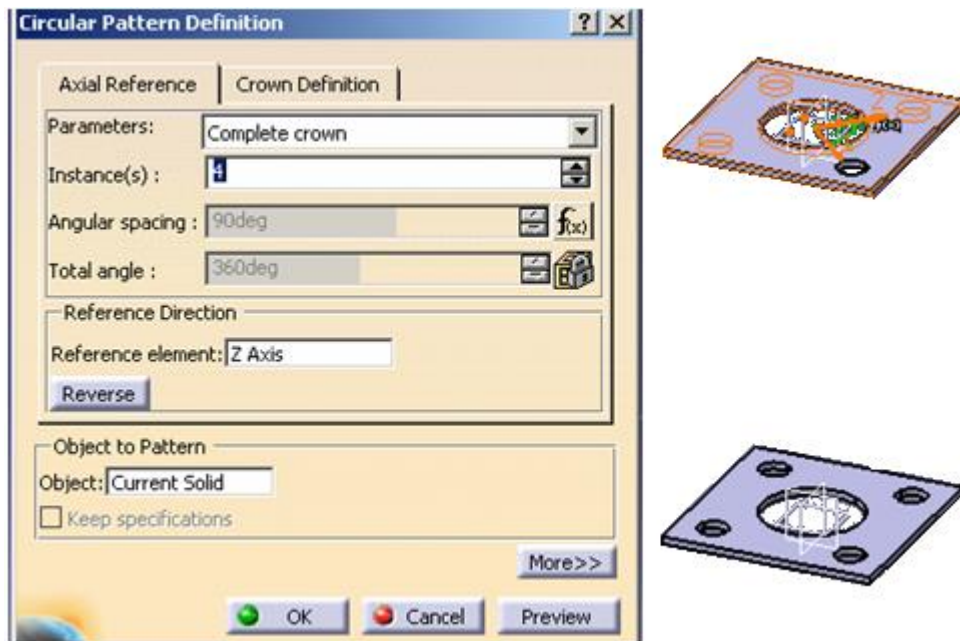 Circular Pattern Definition ? X
Axial Reference Crown Definition
Parameters: Complete crown
Instance(s) : 4
Angular spacing : 90deg f(x)
Total angle : 360deg
Reference Direction
Reference element: Z Axis
Reverse
Object to Pattern
Object: Current Solid
Keep specifications
More>>
OK Cancel Preview